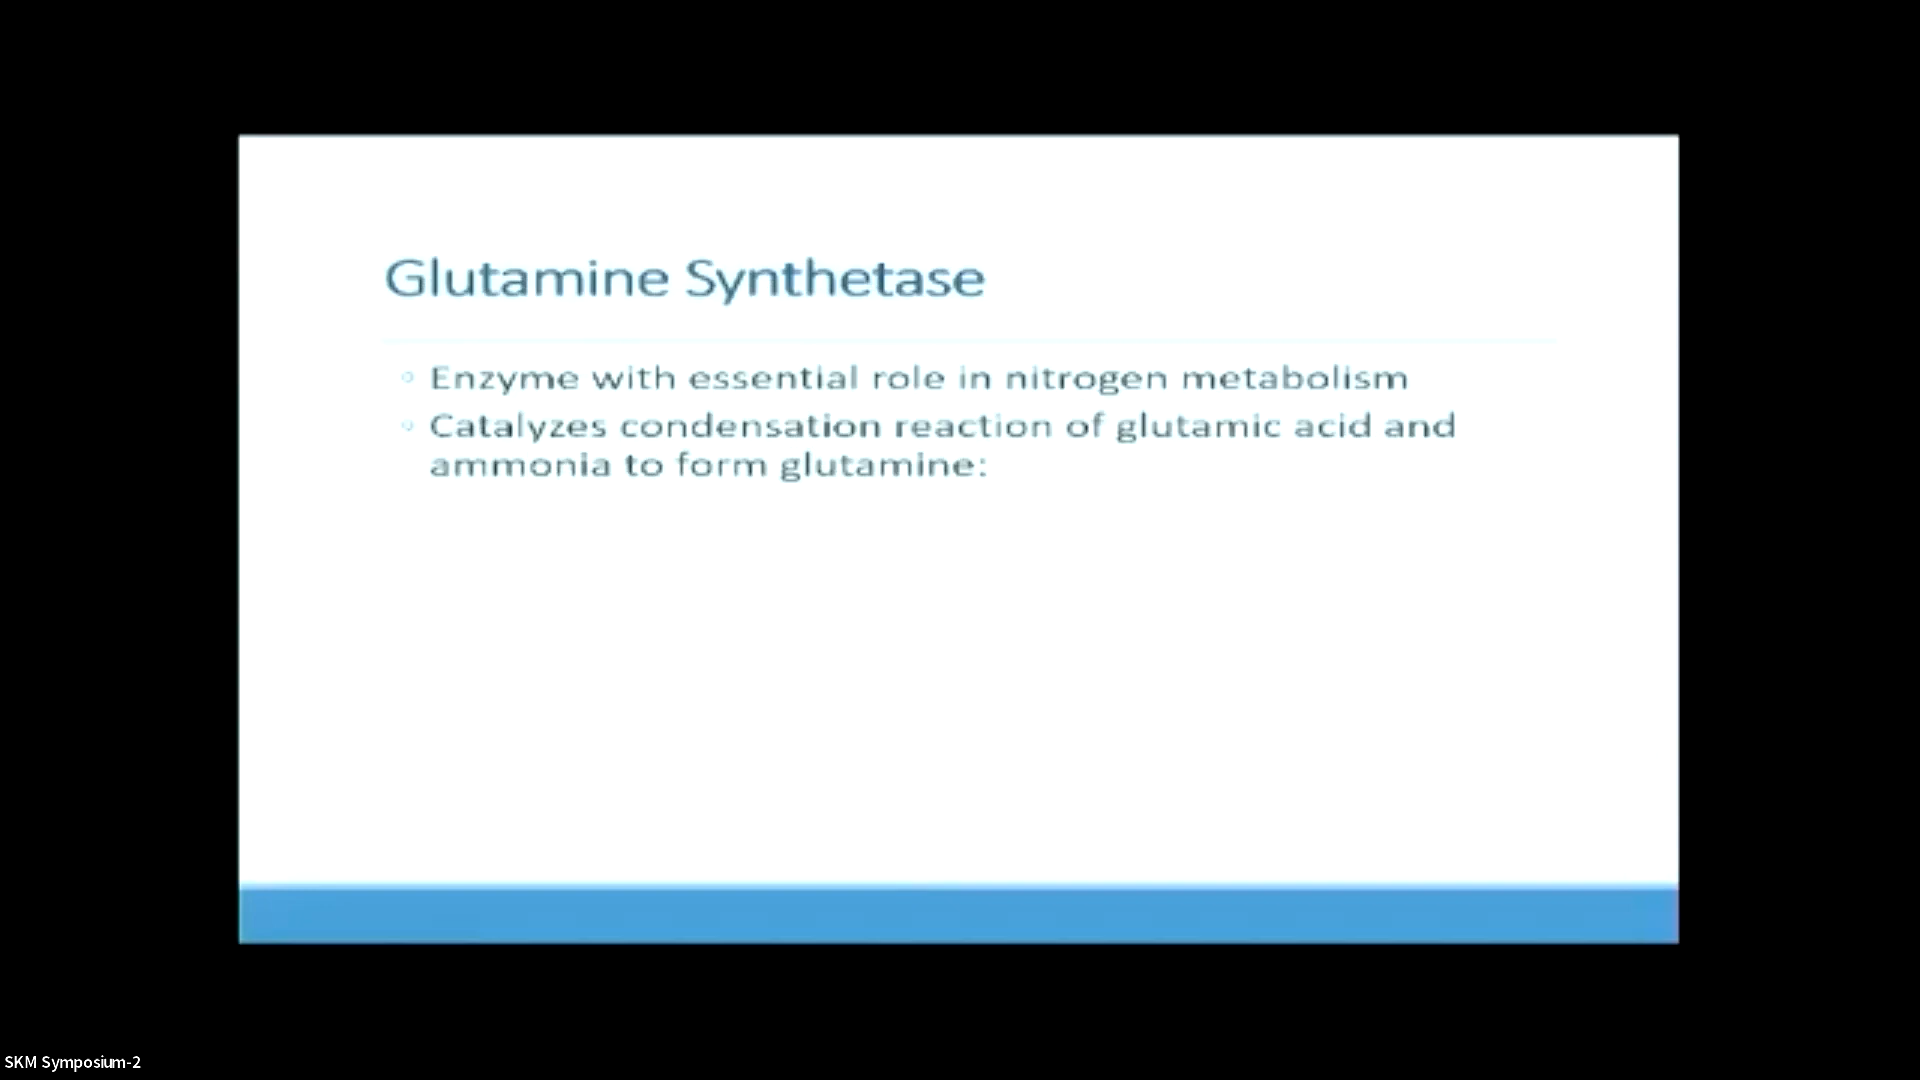 Glutamine Synthetase
Enzyme with essential role in nitrogen metabolism
Catalyzes condensation reaction of glutamic acid and
ammonia to form glutamine:
SKM Symposium-2